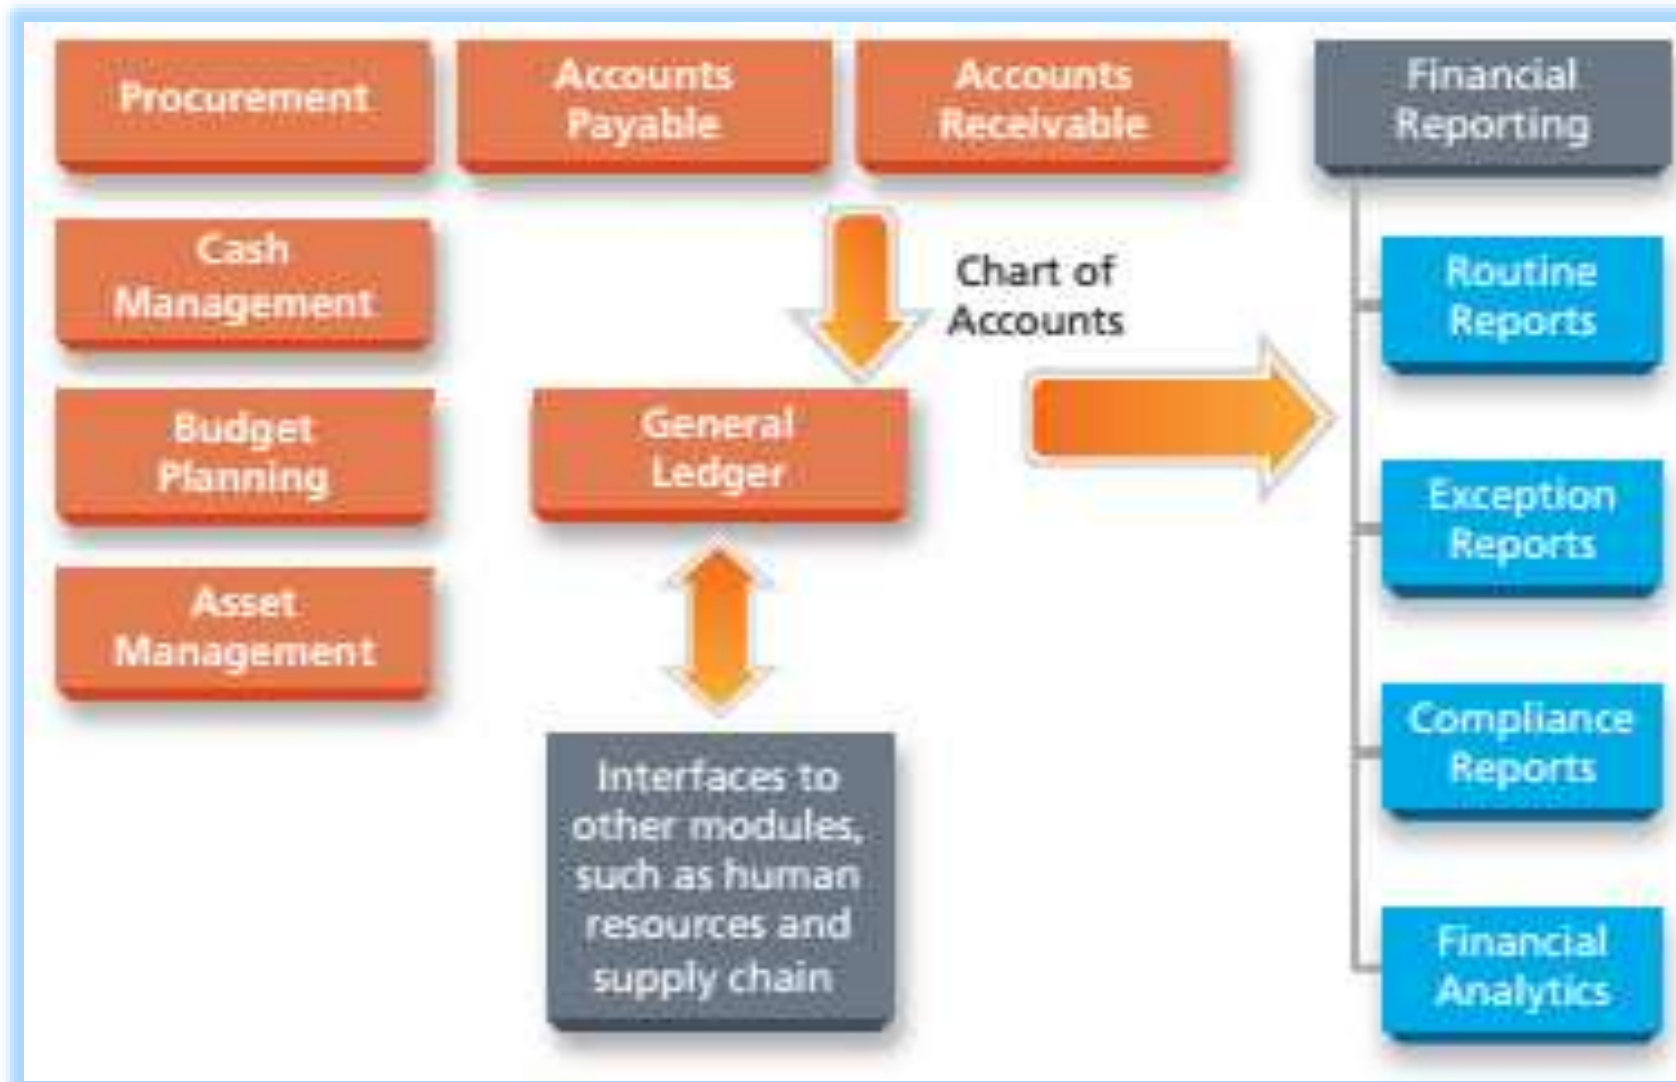 Procurement
Accounts
Payable
Accounts
Receivable
Financial
Reporting
Cash
Management
Chart of
Accounts
Routine
Reports
Budget
Planning
General
Ledger
Exception
Reports
Asset
Management
Interfaces to
other modules,
such as human
resources and
supply chain
Compliance
Reports
Financial
Analytics